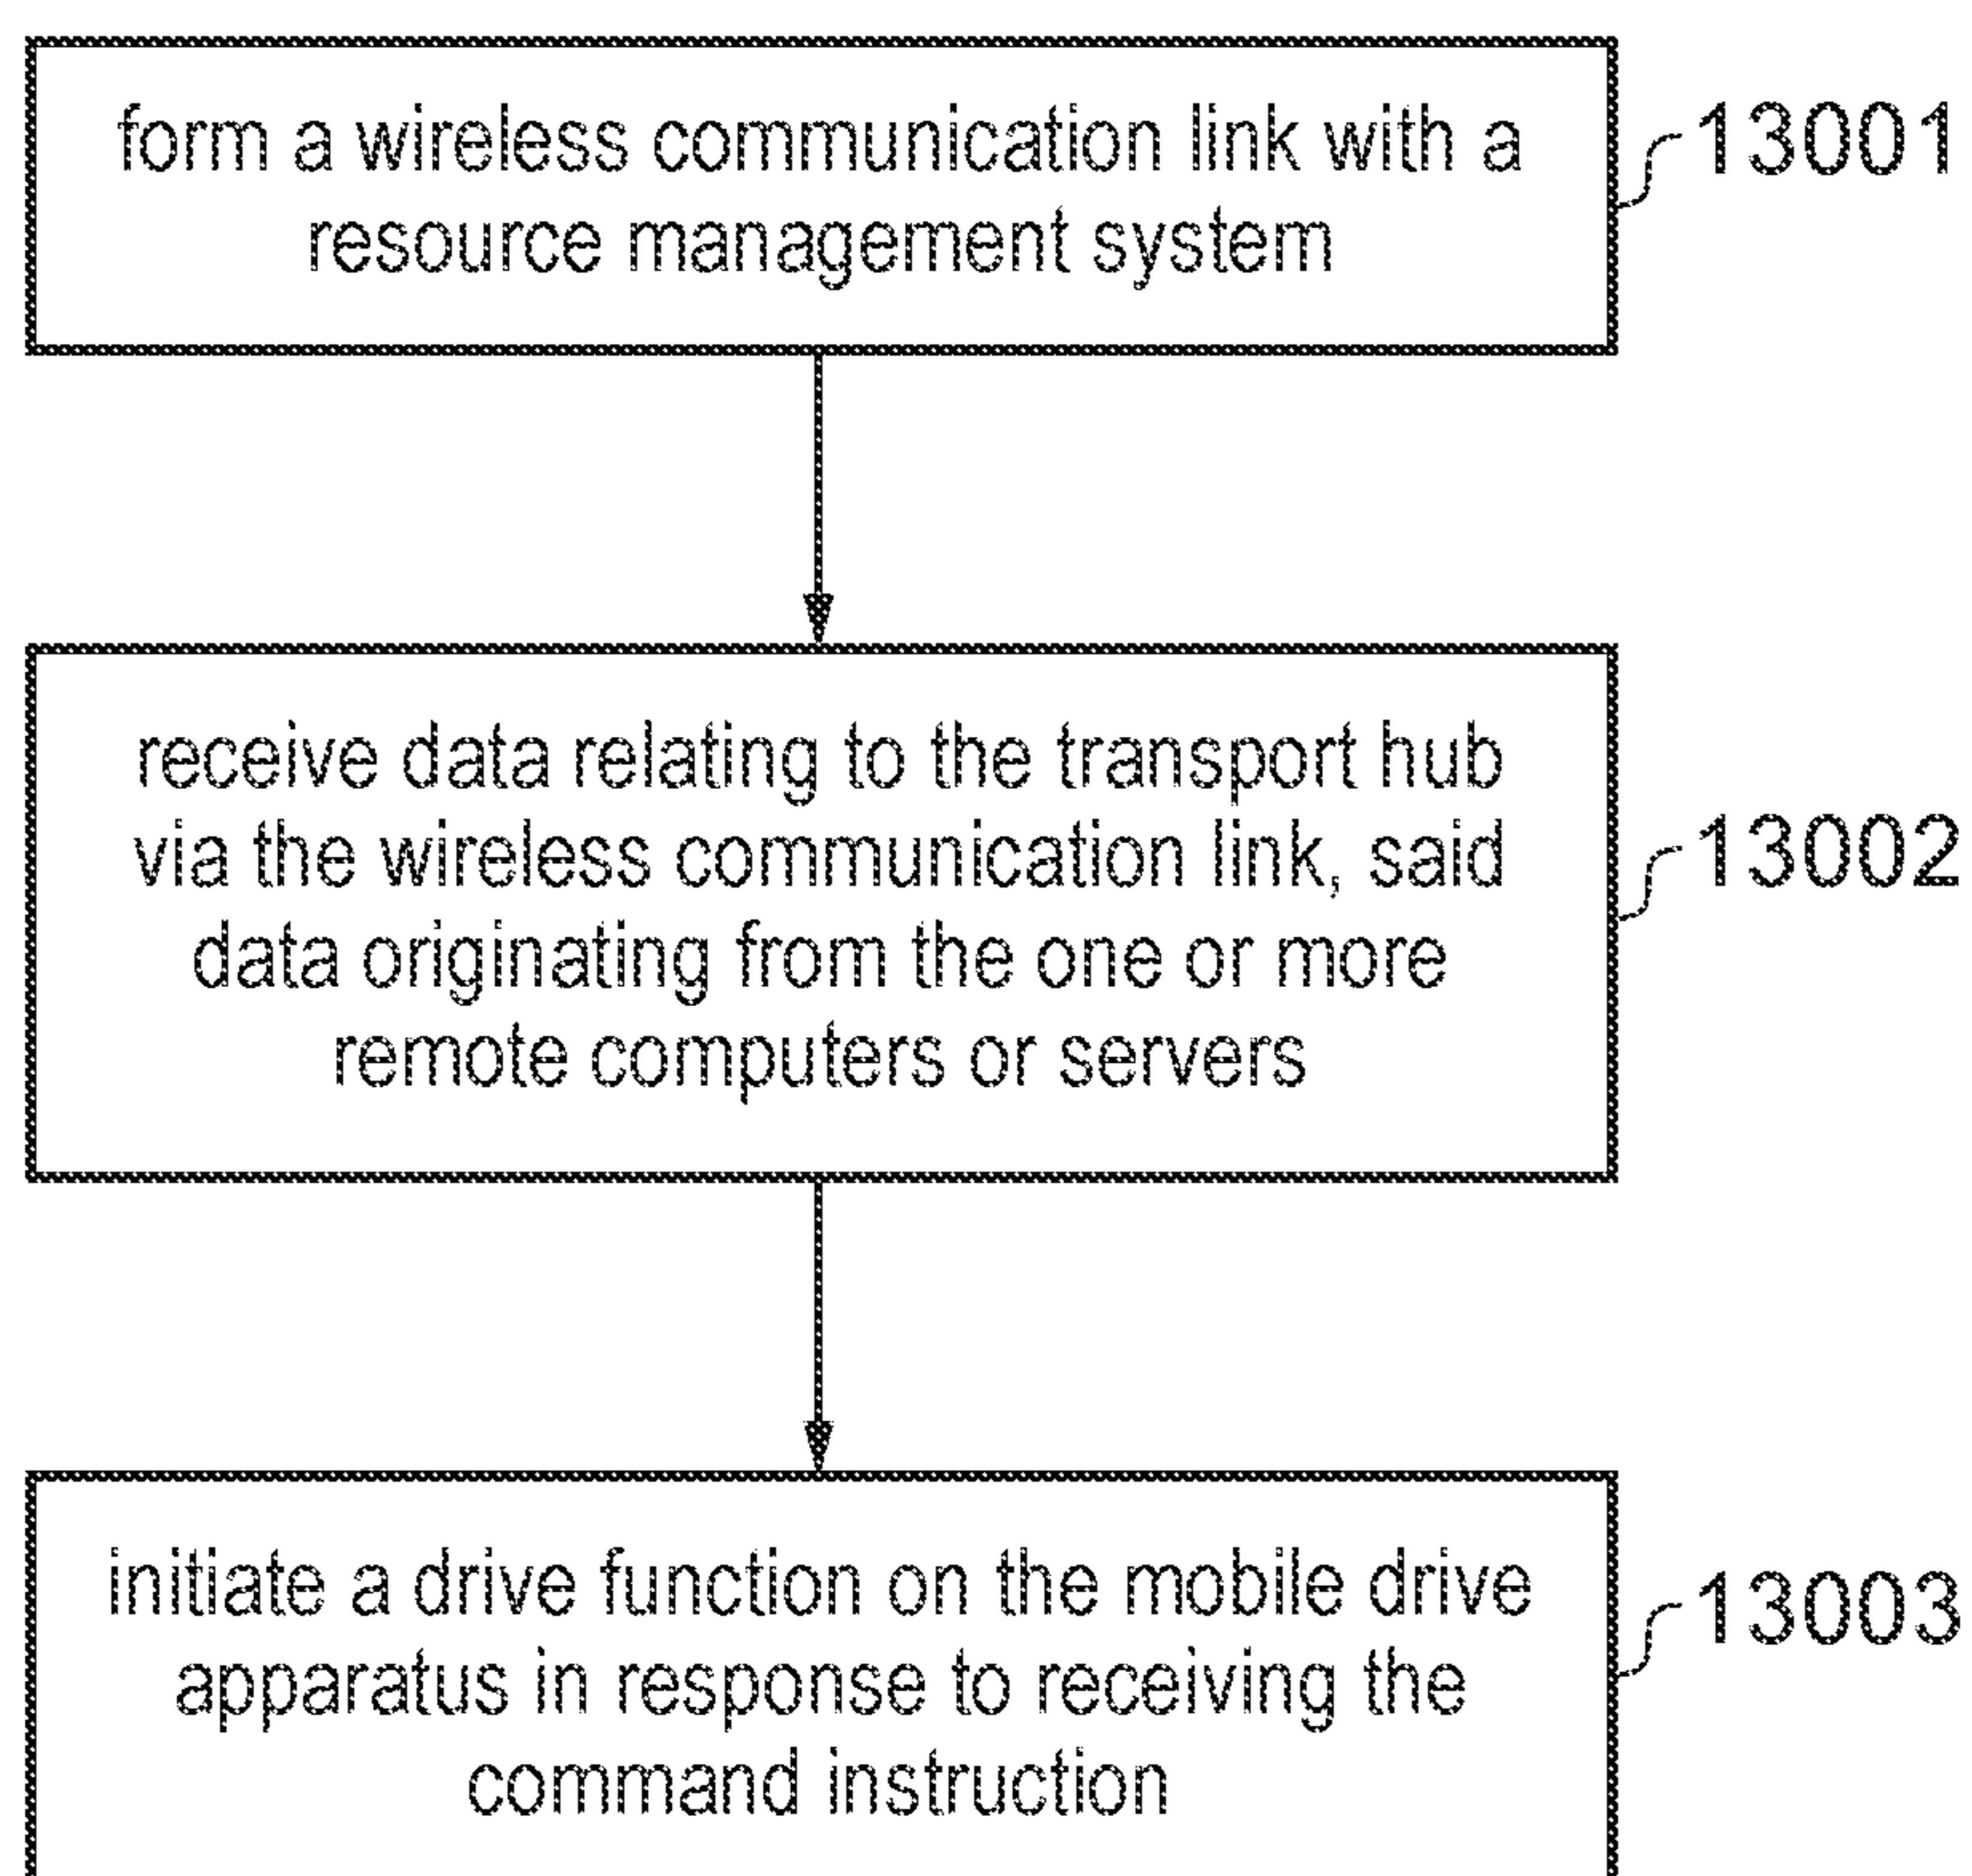 form a wireless communication link with a
resource management system
13001
receive data relating to the transport hub
via the wireless communication link, said
data originating from the one or more
remote computers or servers
13002
initiate a drive function on the mobile drive
apparatus in response to receiving the
command instruction
13003